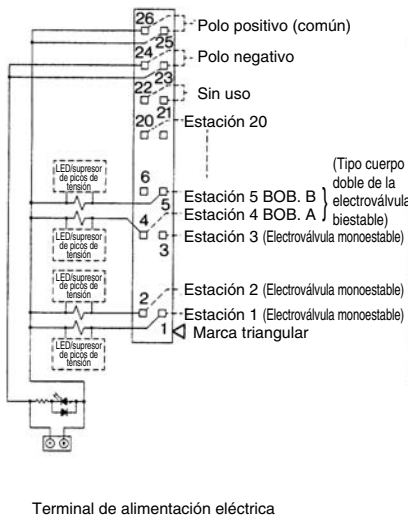 26
Polo positivo (común)
25
24
Polo negativo
23
22
Sin uso
21
20
Estación 20
LED/supresor
de picos de
tensión
6
5
(Tipo cuerpo
doble de la
electroválvula
biestable)
Estación 5 BOB. B }
Estación 4 BOB. A
4
LED/supresor
de picos de
tensión
Estación 3 (Electroválvula monoestable)
3
LED/supresor
de picos de
tensión
2
Estación 2 (Electroválvula monoestable)
Estación 1 (Electroválvula monoestable)
1
Marca triangular
LED/supresor
de picos de
tensión
Terminal de alimentación eléctrica